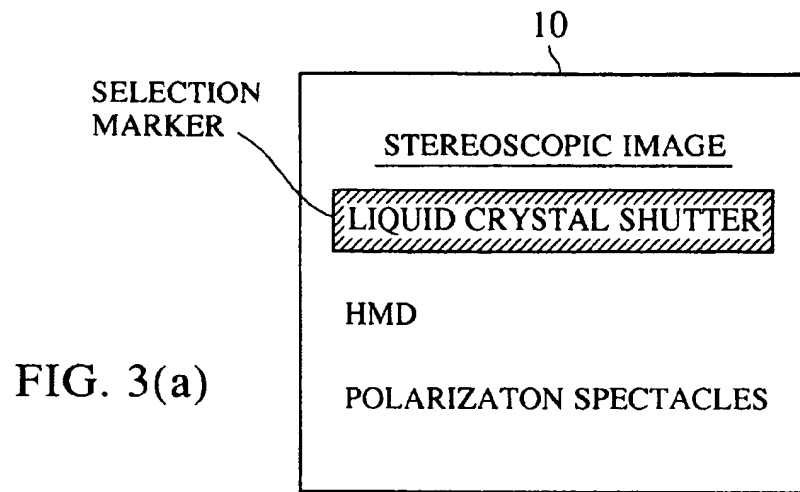 10
SELECTION
MARKER
STEREOSCOPIC IMAGE
LIQUID CRYSTAL SHUTTER
HMD
FIG. 3(a)
POLARIZATON SPECTACLES